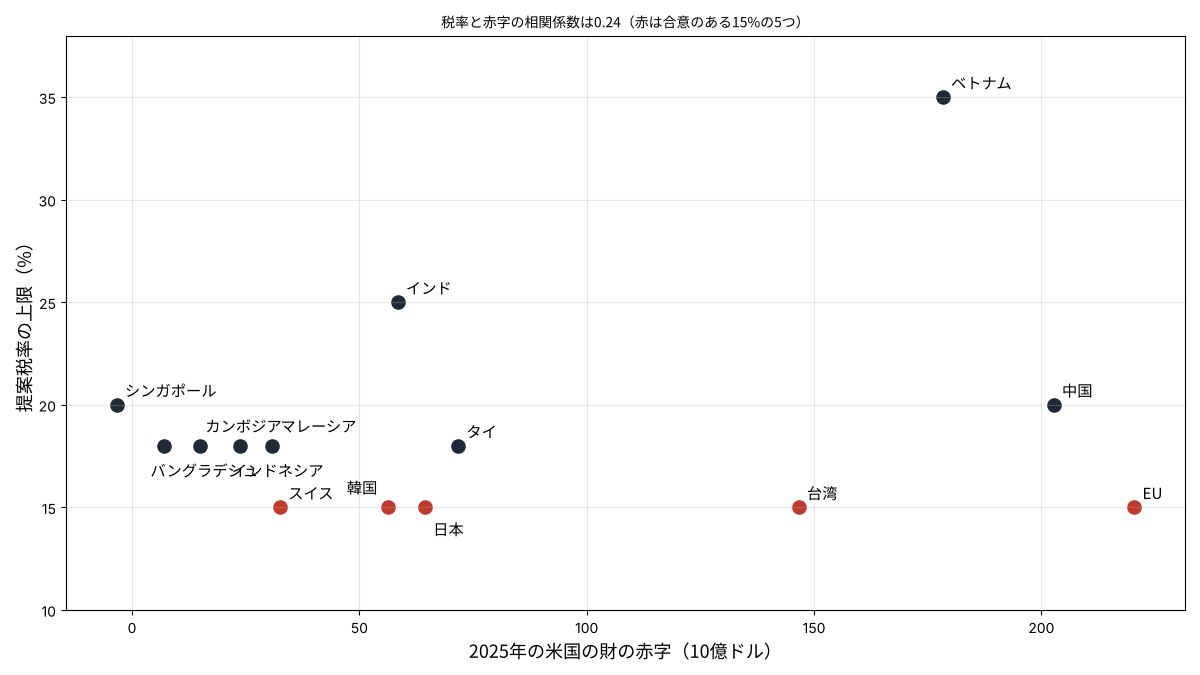 税率と赤字の相関係数は0.24（赤は合意のある15%の5つ）
提案税率の上限（%）
35
30
25
20
15
10
ベトナム
インド
シンガポール
中国
カンボジア
マレーシア
タイ
バングラデシュ
インドネシア
スイス
韓国
日本
台湾
EU
0
50
100
150
200
2025年の米国の財の赤字（10億ドル）